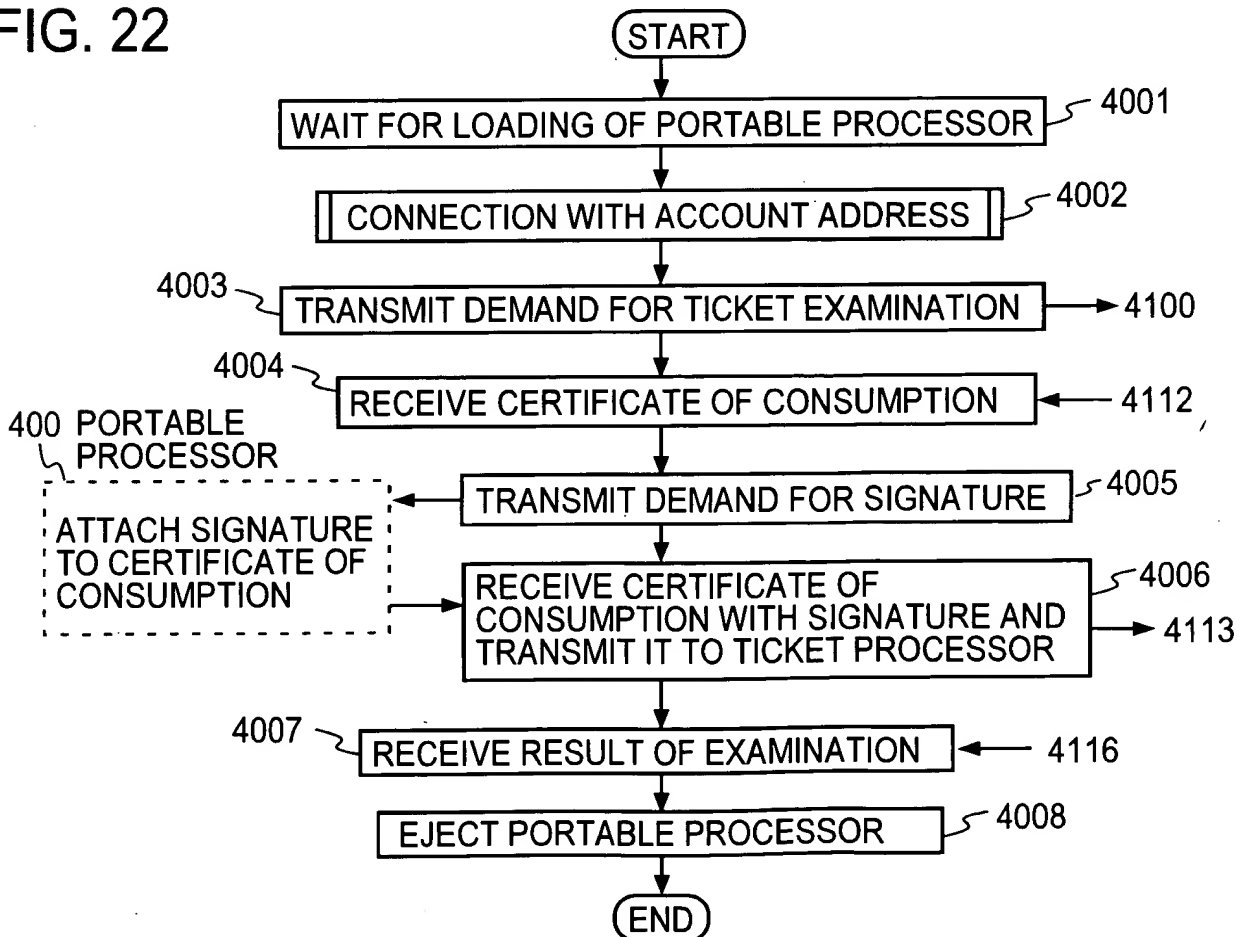 FIG. 22
START
WAIT FOR LOADING OF PORTABLE PROCESSOR
4001
CONNECTION WITH ACCOUNT ADDRESS
4002
4003
TRANSMIT DEMAND FOR TICKET EXAMINATION
4100
4004
RECEIVE CERTIFICATE OF CONSUMPTION
4112
400 PORTABLE
PROCESSOR
TRANSMIT DEMAND FOR SIGNATURE
4005
ATTACH SIGNATURE
TO CERTIFICATE OF
CONSUMPTION
RECEIVE CERTIFICATE OF
CONSUMPTION WITH SIGNATURE AND
TRANSMIT IT TO TICKET PROCESSOR
4006
4113
4007
RECEIVE RESULT OF EXAMINATION
4116
EJECT PORTABLE PROCESSOR
4008
END